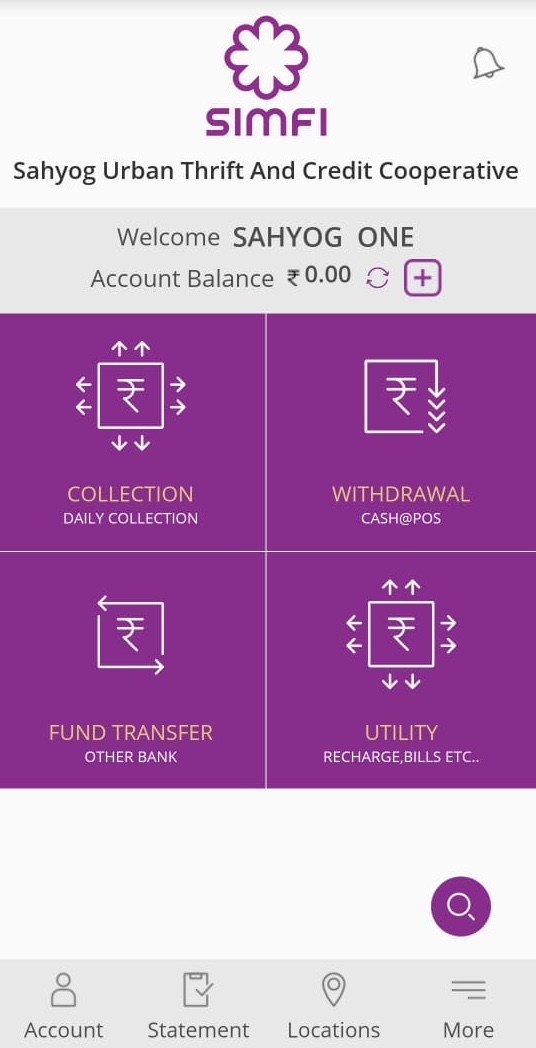 SIMFI
Sahyog Urban Thrift And Credit Cooperative
Welcome SAHYOG ONE
Account Balance ₹ 0.00
COLLECTION
DAILY COLLECTION
WITHDRAWAL
CASH@POS
FUND TRANSFER
OTHER BANK
UTILITY
RECHARGE,BILLS ETC..
Account Statement Locations More